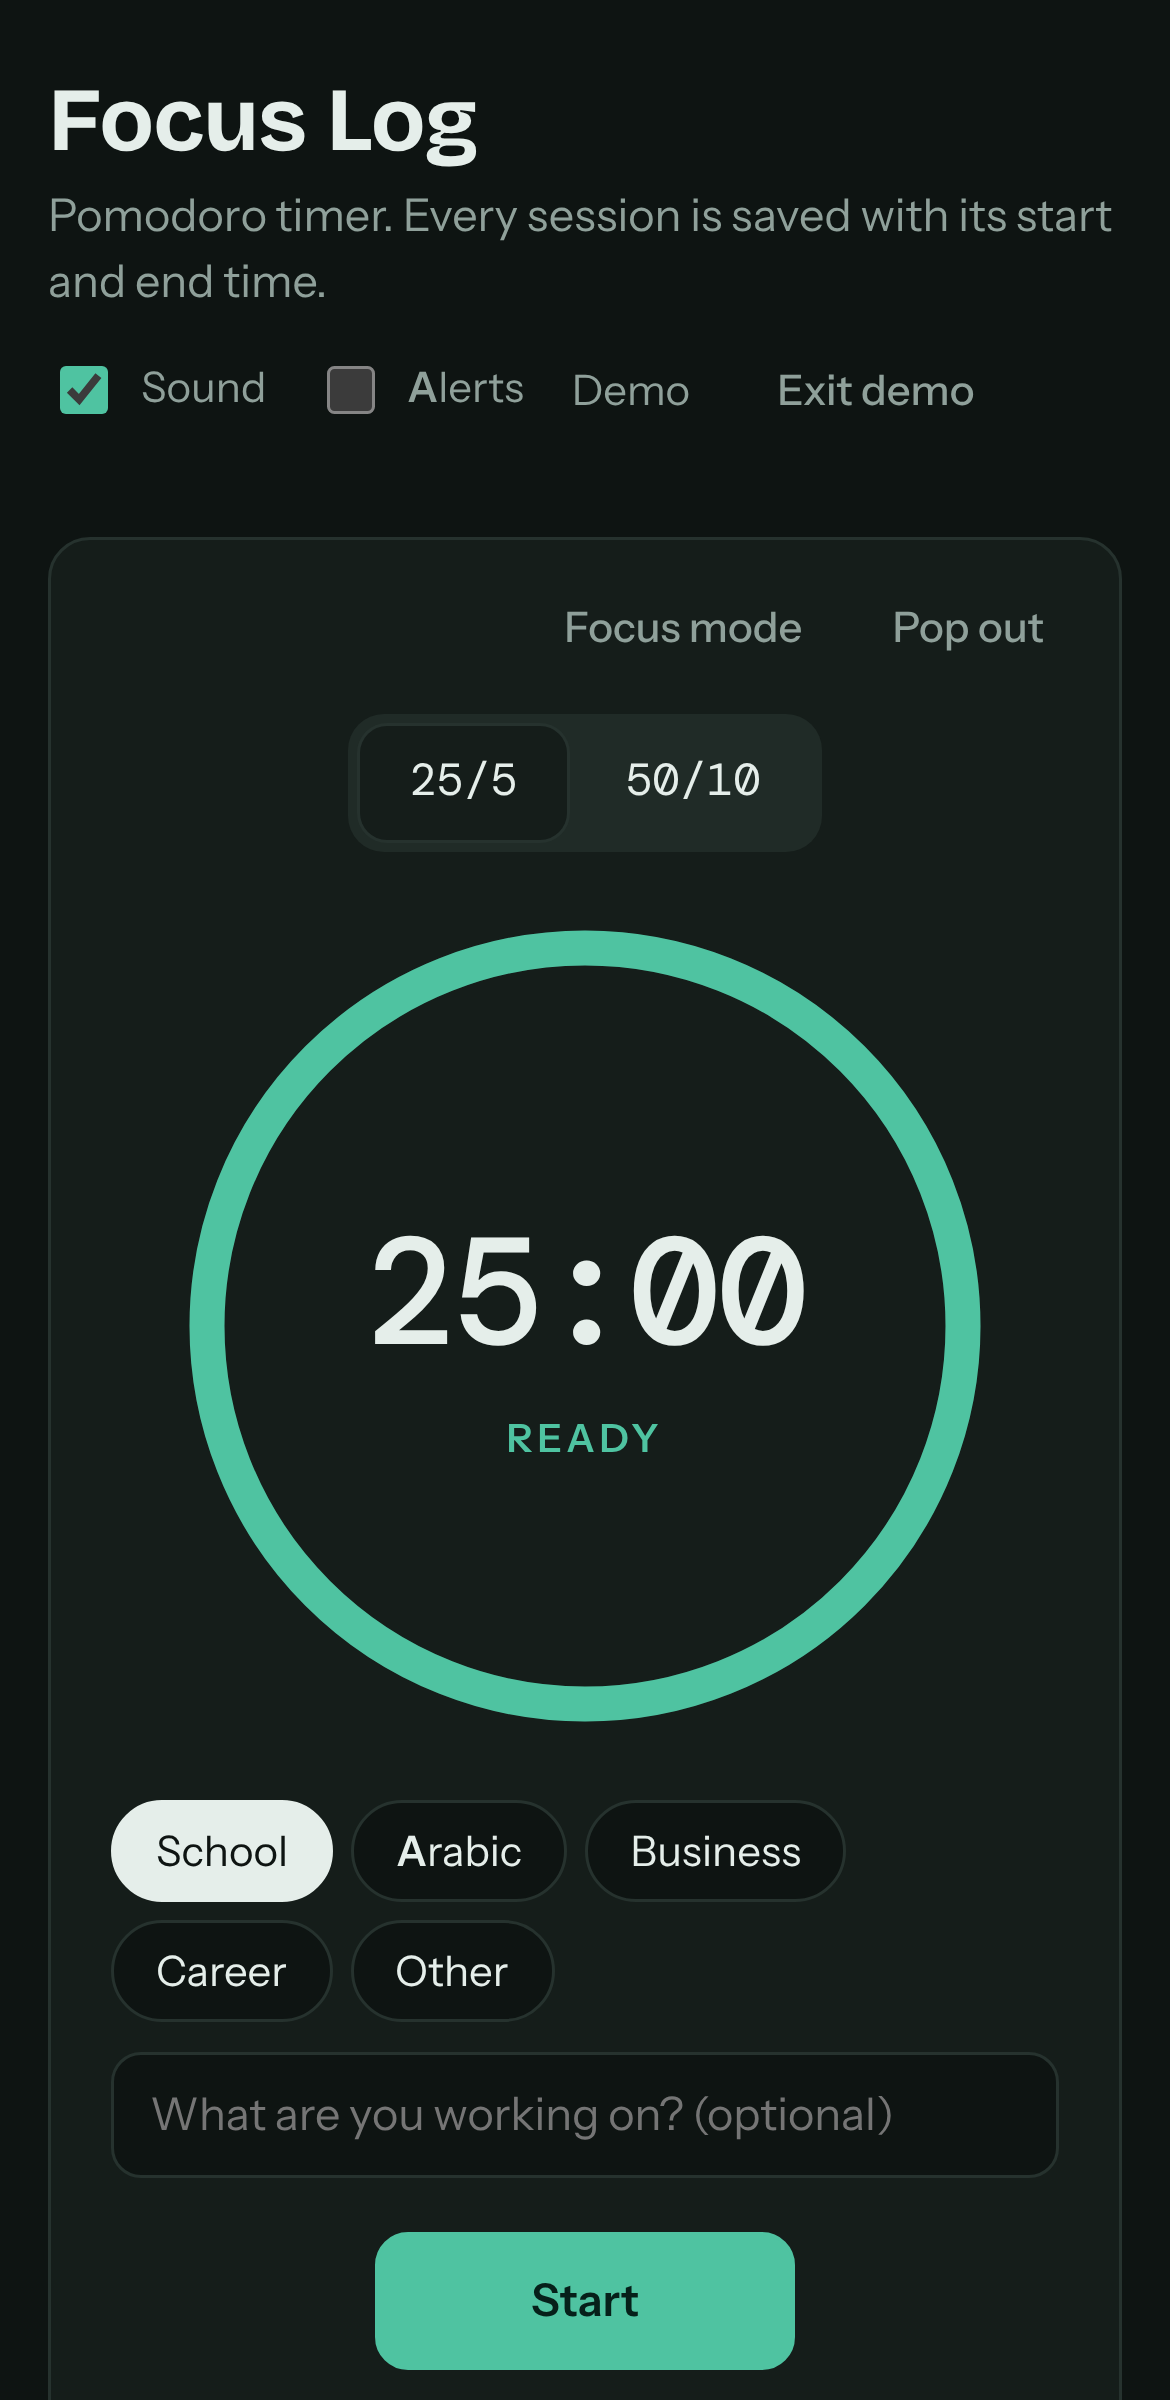 Focus Log
Pomodoro timer. Every session is saved with its start
and end time.
Sound Alerts Demo Exit demo
Focus mode Pop out
25/5 50/10
25:00
READY
School Arabic Business
Career Other
What are you working on? (optional)
Start